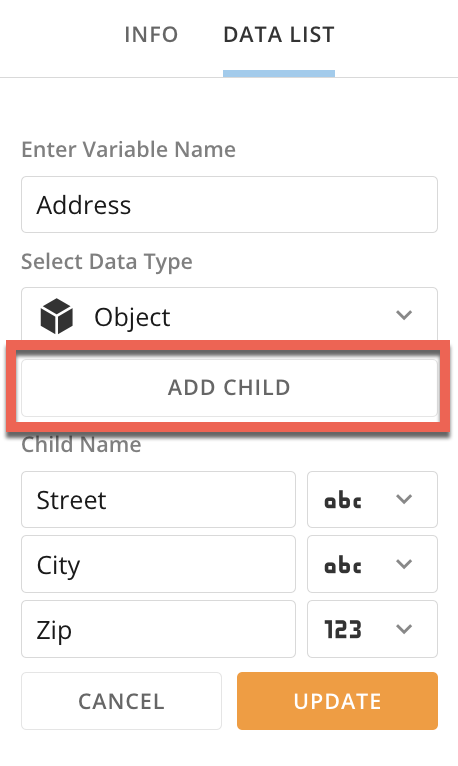 INFO DATA LIST
Enter Variable Name
Address
Select Data Type
Object
ADD CHILD
Child Name
Street abc
City abc
Zip 123
CANCEL UPDATE